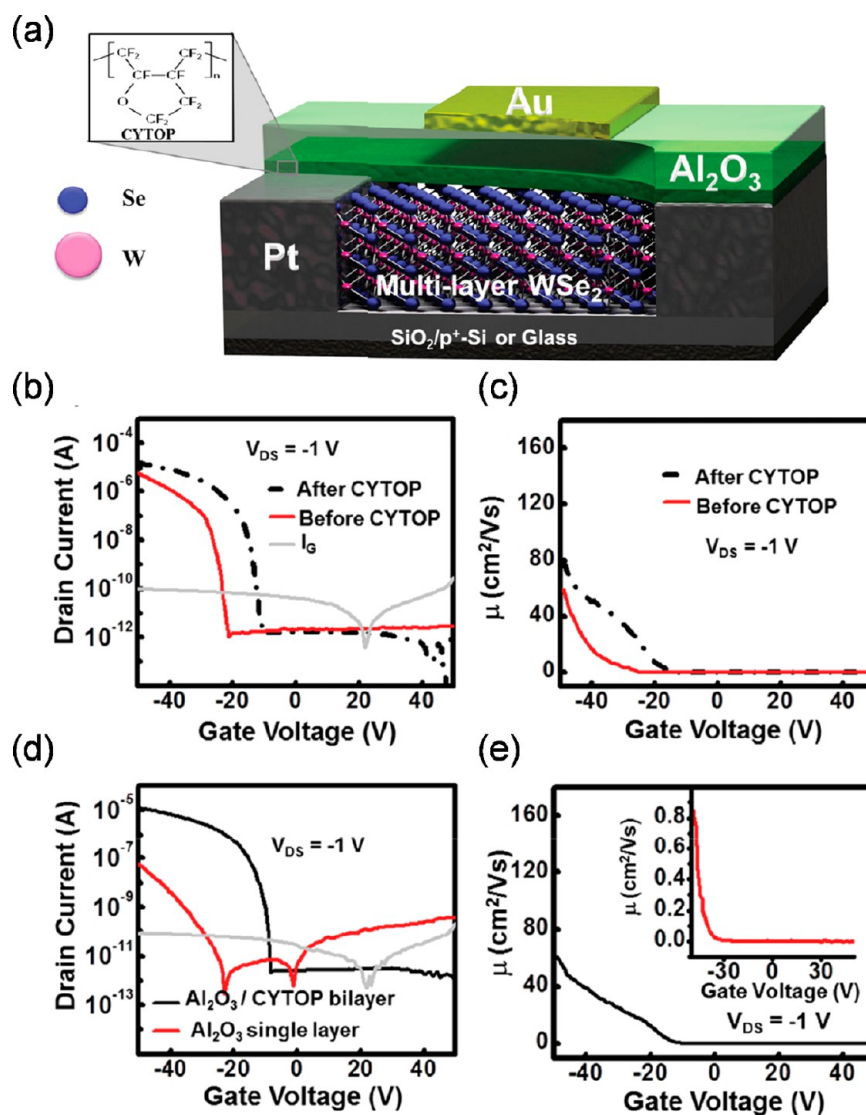 (a)
CF₂ CF₂
CF—CF n
O CF₂
CF₂
CYTOP
Se
W
Au
Al₂O₃
Pt
Multi-layer WSe₂
SiO₂/p⁺-Si or Glass
(b)
Drain Current (A)
10⁻⁴
10⁻⁶
10⁻⁸
10⁻¹⁰
10⁻¹²
V_DS = -1 V
After CYTOP
Before CYTOP
I_G
-40 -20 0 20 40
Gate Voltage (V)
(c)
μ (cm²/Vs)
160
120
80
40
0
After CYTOP
Before CYTOP
V_DS = -1 V
-40 -20 0 20 40
Gate Voltage (V)
(d)
Drain Current (A)
10⁻⁵
10⁻⁷
10⁻⁹
10⁻¹¹
10⁻¹³
V_DS = -1 V
Al₂O₃ / CYTOP bilayer
Al₂O₃ single layer
-40 -20 0 20 40
Gate Voltage (V)
(e)
μ (cm²/Vs)
160
120
80
40
0
μ (cm²/Vs)
0.8
0.6
0.4
0.2
0.0
-30 0 30
Gate Voltage (V)
V_DS = -1 V
-40 -20 0 20 40
Gate Voltage (V)